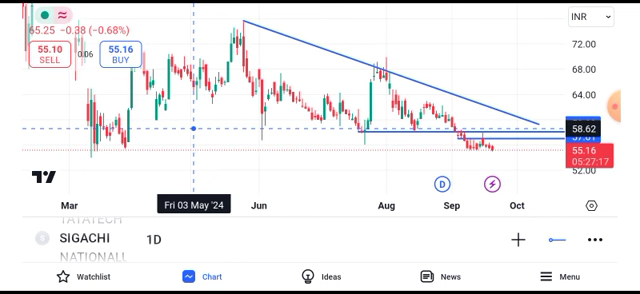 INR
65.25 −0.38 (−0.68%)
55.10
SELL
0.06
55.16
BUY
72.00
68.00
64.00
58.62
55.16
05:27:17
52.00
D
Mar
Fri 03 May '24
Jun
Aug
Sep
Oct
TATATECH
SIGACHI
1D
NATIONALL
Watchlist
Chart
Ideas
News
Menu